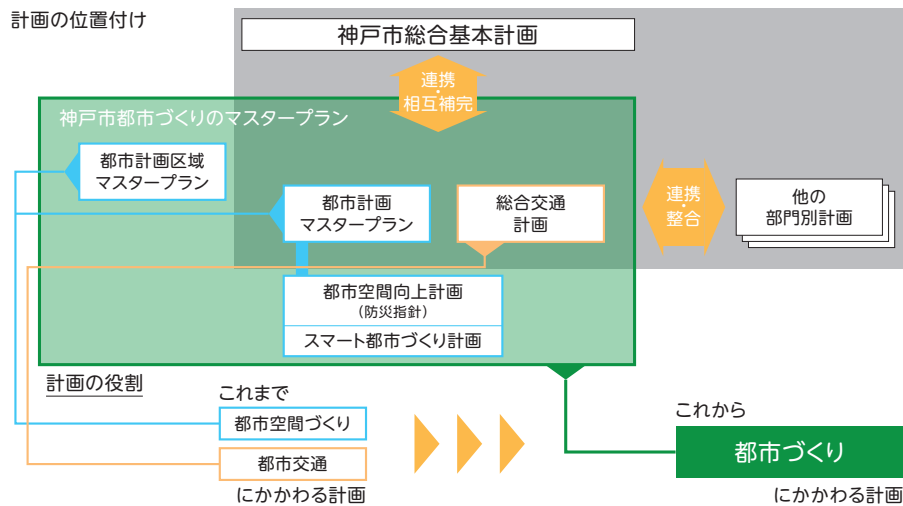 計画の位置付け
神戸市総合基本計画
連携
・
相互補完
神戸市都市づくりのマスタープラン
都市計画区域
マスタープラン
都市計画
マスタープラン
総合交通
計画
連携
・
整合
他の
部門別計画
都市空間向上計画
(防災指針)
スマート都市づくり計画
計画の役割
これまで
都市空間づくり
都市交通
にかかわる計画
これから
都市づくり
にかかわる計画